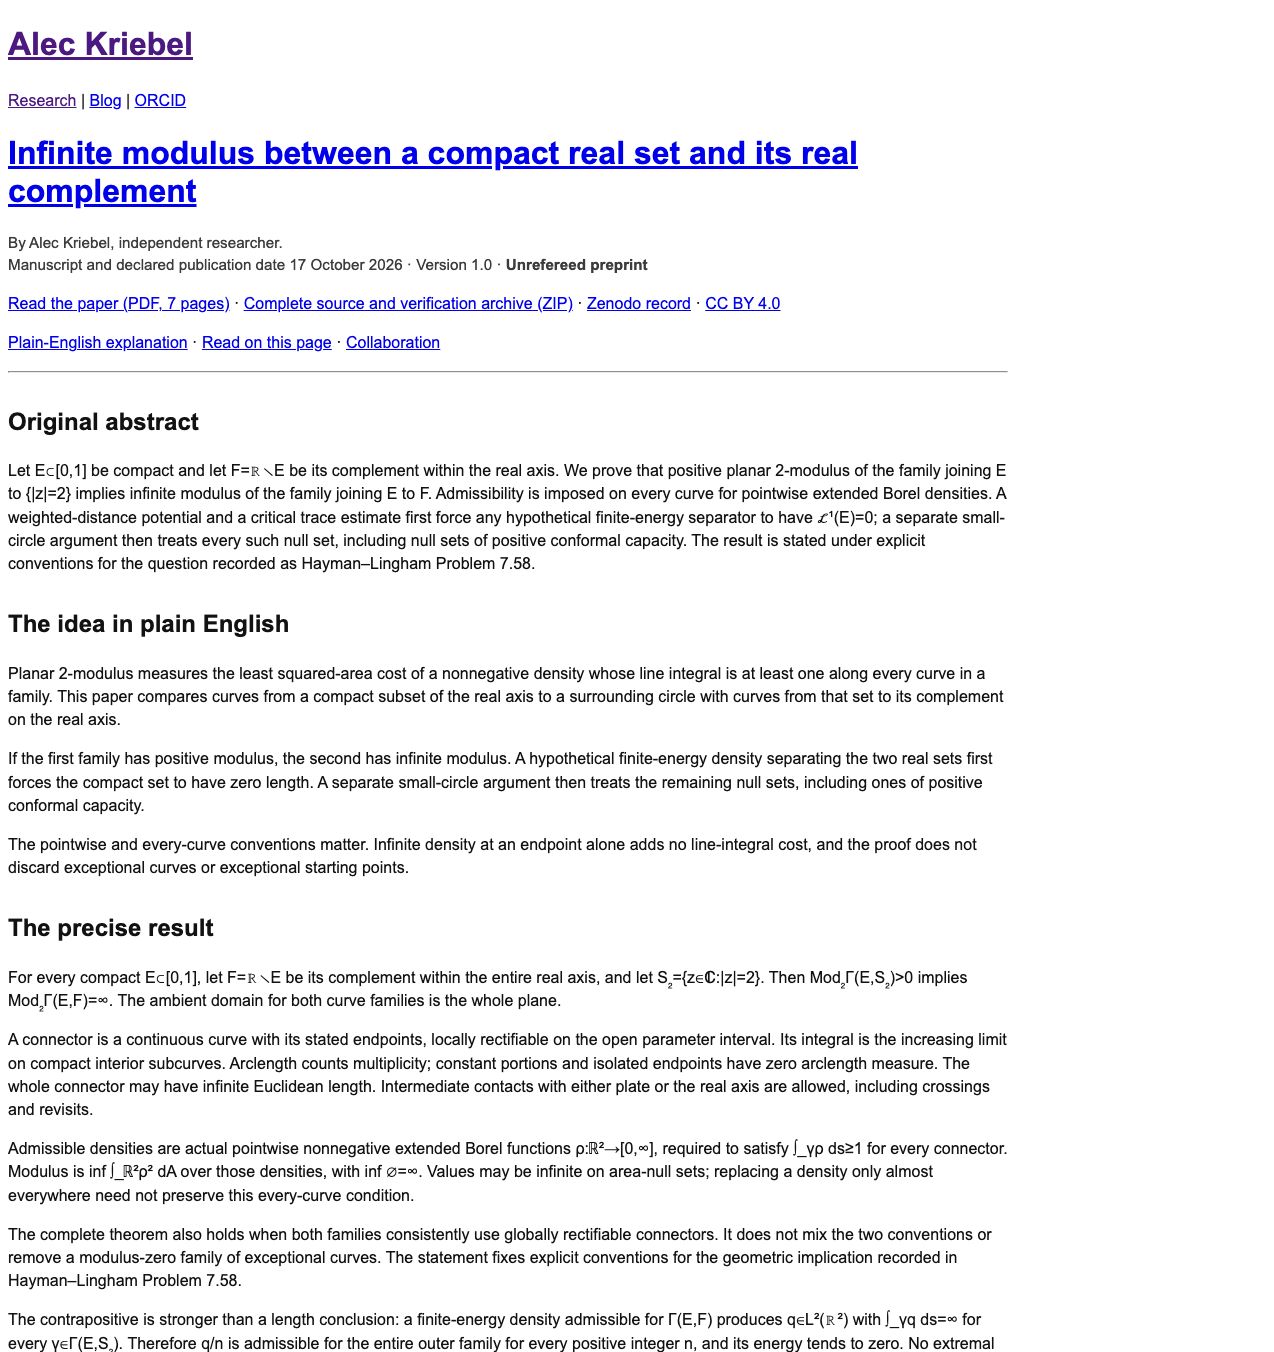 Alec Kriebel
Research | Blog | ORCID
Infinite modulus between a compact real set and its real
complement
By Alec Kriebel, independent researcher.
Manuscript and declared publication date 17 October 2026 · Version 1.0 · Unrefereed preprint
Read the paper (PDF, 7 pages) · Complete source and verification archive (ZIP) · Zenodo record · CC BY 4.0
Plain-English explanation · Read on this page · Collaboration
Original abstract
Let E⊂[0,1] be compact and let F=ℝ∖E be its complement within the real axis. We prove that positive planar 2-modulus of the family joining E
to {|z|=2} implies infinite modulus of the family joining E to F. Admissibility is imposed on every curve for pointwise extended Borel densities. A
weighted-distance potential and a critical trace estimate first force any hypothetical finite-energy separator to have ℒ¹(E)=0; a separate small-
circle argument then treats every such null set, including null sets of positive conformal capacity. The result is stated under explicit
conventions for the question recorded as Hayman–Lingham Problem 7.58.
The idea in plain English
Planar 2-modulus measures the least squared-area cost of a nonnegative density whose line integral is at least one along every curve in a
family. This paper compares curves from a compact subset of the real axis to a surrounding circle with curves from that set to its complement
on the real axis.
If the first family has positive modulus, the second has infinite modulus. A hypothetical finite-energy density separating the two real sets first
forces the compact set to have zero length. A separate small-circle argument then treats the remaining null sets, including ones of positive
conformal capacity.
The pointwise and every-curve conventions matter. Infinite density at an endpoint alone adds no line-integral cost, and the proof does not
discard exceptional curves or exceptional starting points.
The precise result
For every compact E⊂[0,1], let F=ℝ∖E be its complement within the entire real axis, and let S₂={z∈ℂ:|z|=2}. Then Mod₂Γ(E,S₂)>0 implies
Mod₂Γ(E,F)=∞. The ambient domain for both curve families is the whole plane.
A connector is a continuous curve with its stated endpoints, locally rectifiable on the open parameter interval. Its integral is the increasing limit
on compact interior subcurves. Arclength counts multiplicity; constant portions and isolated endpoints have zero arclength measure. The
whole connector may have infinite Euclidean length. Intermediate contacts with either plate or the real axis are allowed, including crossings
and revisits.
Admissible densities are actual pointwise nonnegative extended Borel functions ρ:ℝ²→[0,∞], required to satisfy ∫_γρ ds≥1 for every connector.
Modulus is inf ∫_ℝ²ρ² dA over those densities, with inf ∅=∞. Values may be infinite on area-null sets; replacing a density only almost
everywhere need not preserve this every-curve condition.
The complete theorem also holds when both families consistently use globally rectifiable connectors. It does not mix the two conventions or
remove a modulus-zero family of exceptional curves. The statement fixes explicit conventions for the geometric implication recorded in
Hayman–Lingham Problem 7.58.
The contrapositive is stronger than a length conclusion: a finite-energy density admissible for Γ(E,F) produces q∈L²(ℝ²) with ∫_γq ds=∞ for
every γ∈Γ(E,S₂). Therefore q/n is admissible for the entire outer family for every positive integer n, and its energy tends to zero. No extremal